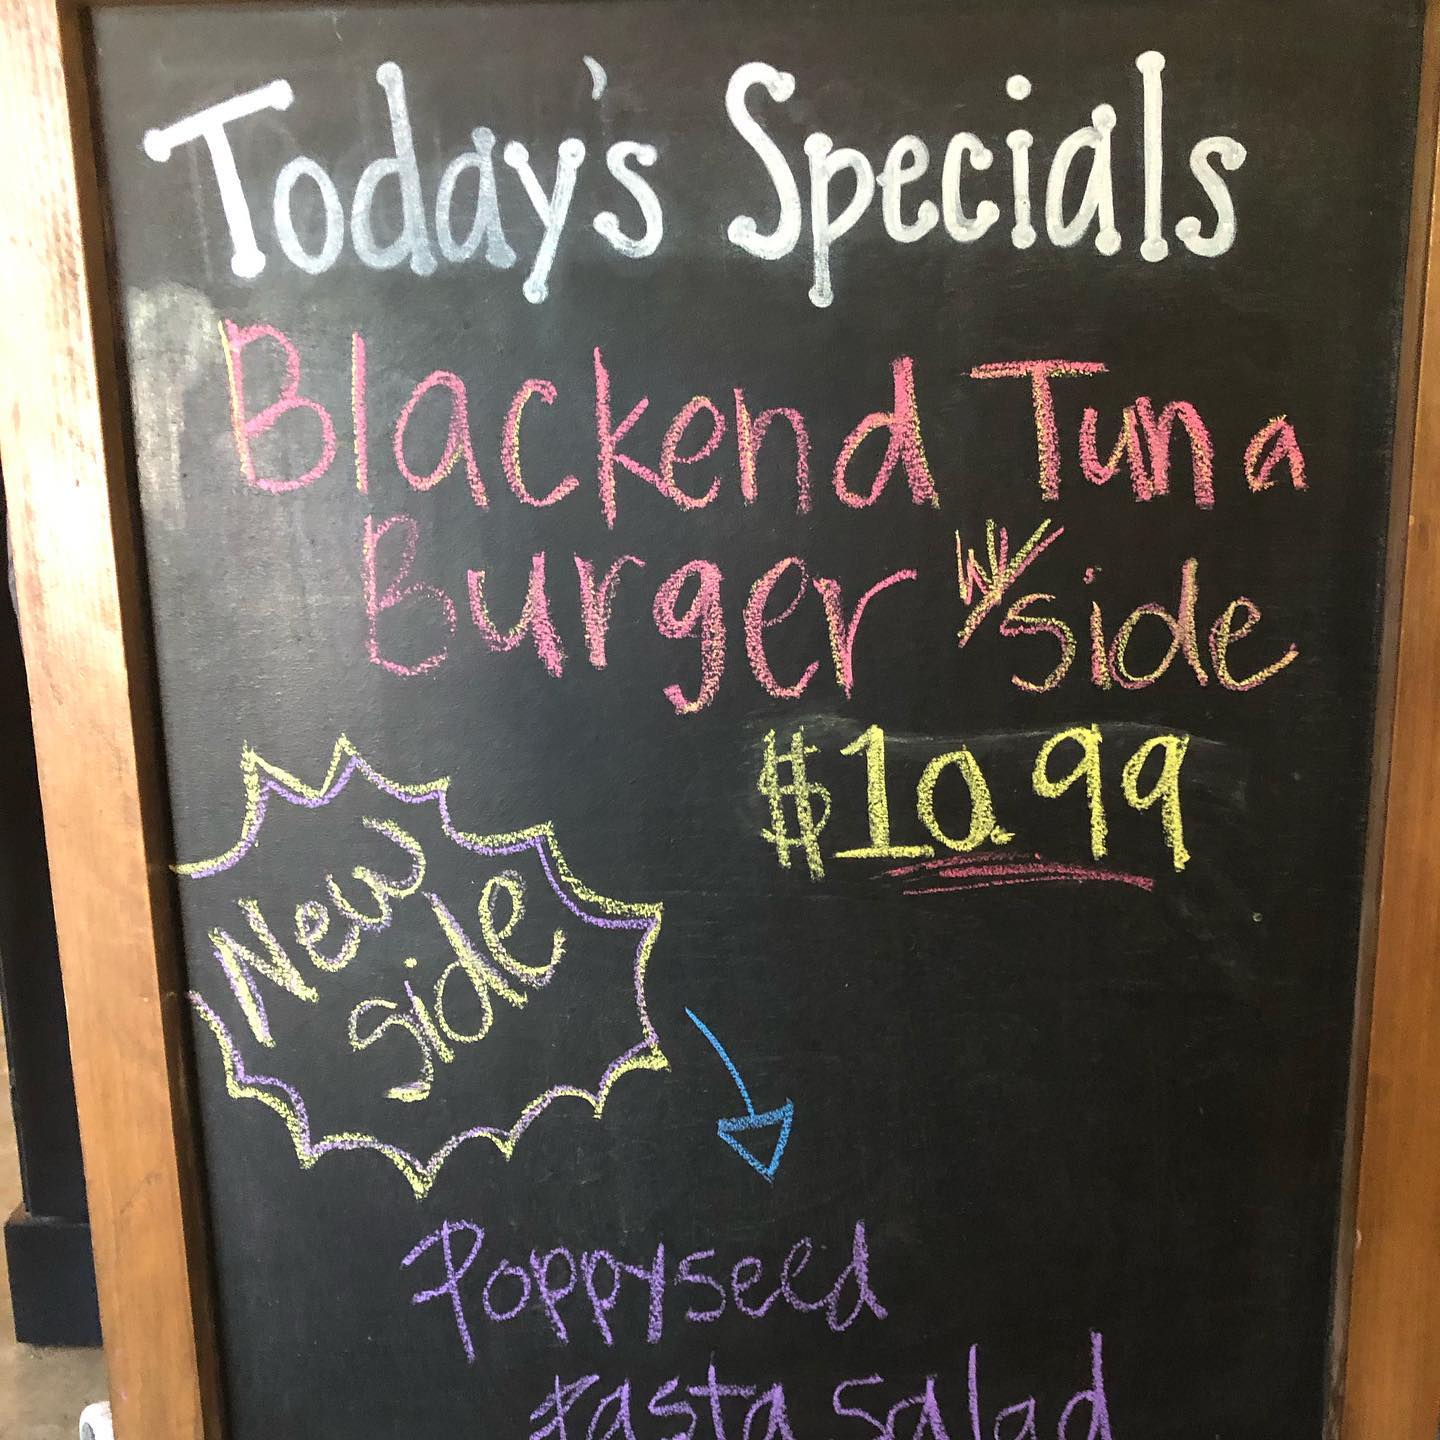 Today's Specials
Blackend Tuna
Burger w/side
$10.99
New
side
Poppyseed
Pasta Salad